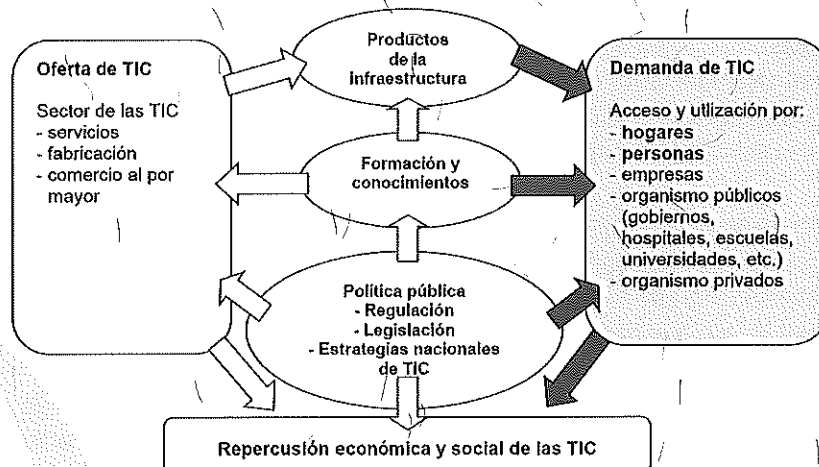 Oferta de TIC
Sector de las TIC
- servicios
- fabricación
- comercio al por
mayor
Productos
de la
infraestructura
Formación y
conocimientos
Política pública
- Regulación
- Legislación
- Estrategias nacionales
de TIC
Demanda de TIC
Acceso y utlización por:
- hogares
- personas
- empresas
- organismo públicos
(gobiernos,
hospitales, escuelas,
universidades, etc.)
- organismo privados
Repercusión económica y social de las TIC